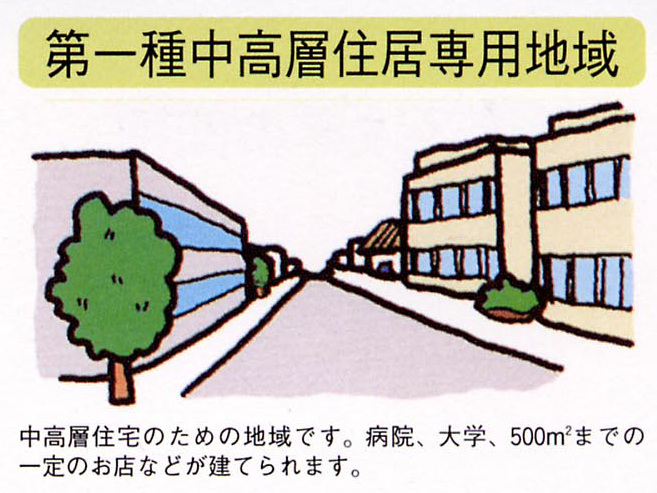 第一種中高層住居専用地域
中高層住宅のための地域です。病院、大学、500m²までの
一定のお店などが建てられます。